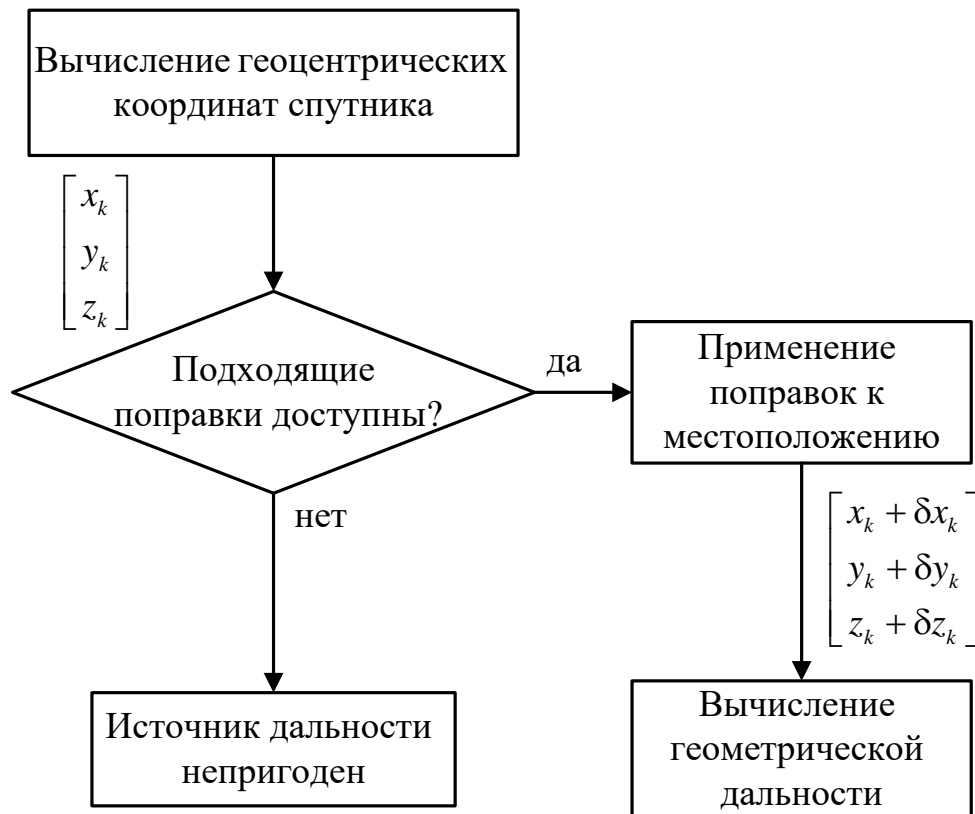 Вычисление геоцентрических
координат спутника
x_k
y_k
z_k
Подходящие
поправки доступны?
да
Применение
поправок к
местоположению
нет
x_k + δx_k
y_k + δy_k
z_k + δz_k
Источник дальности
непригоден
Вычисление
геометрической
дальности